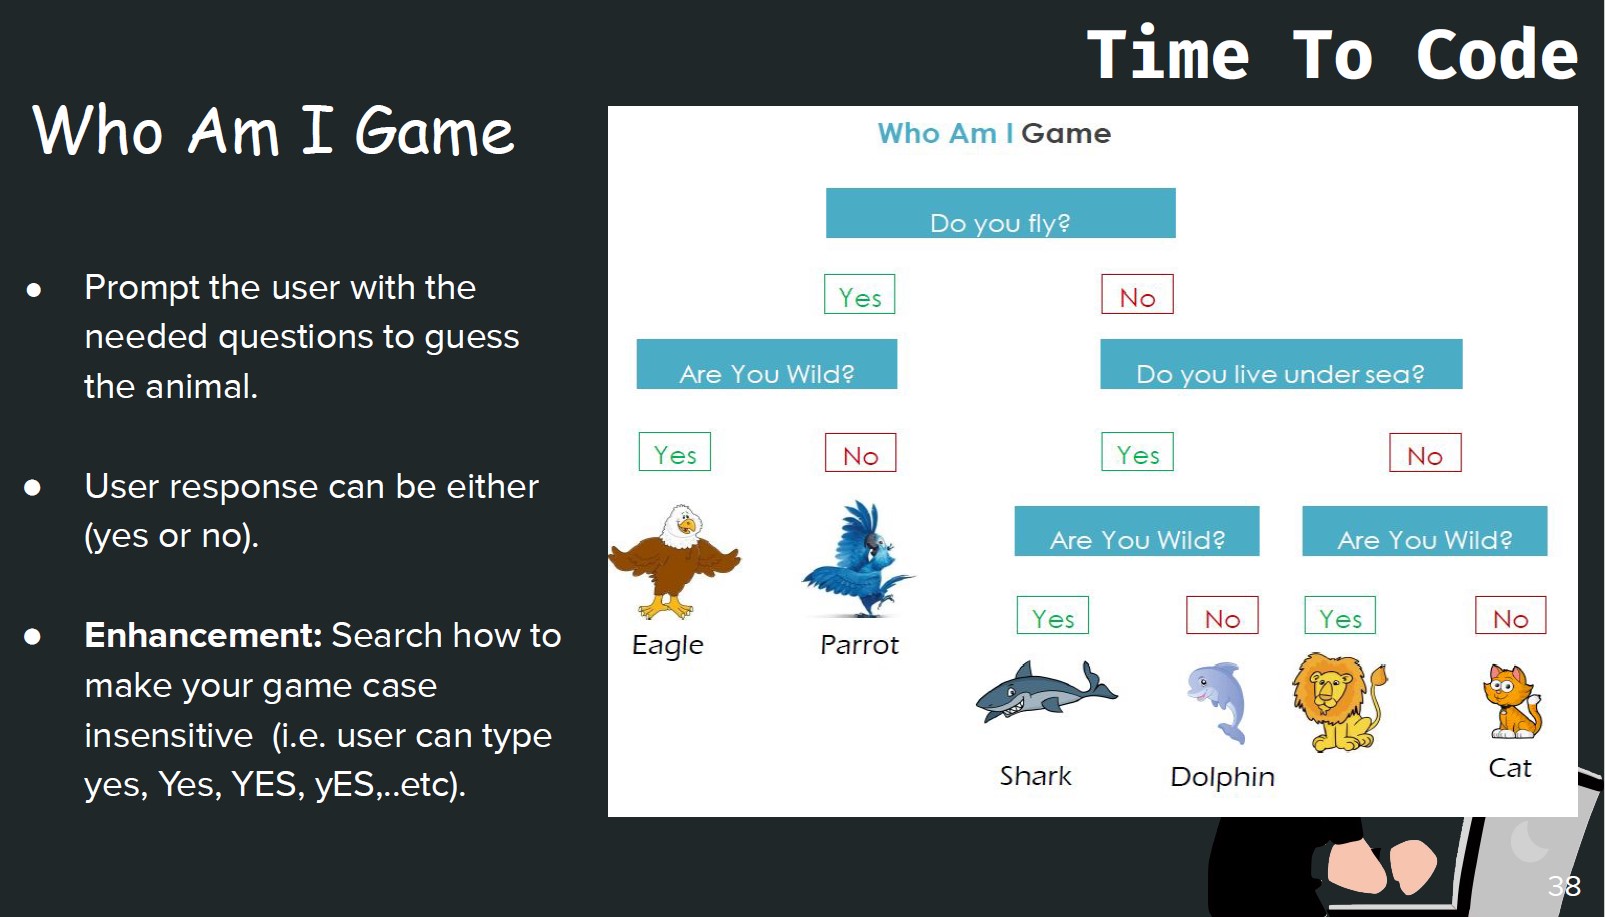 Time To Code
Who Am I Game
● Prompt the user with the
needed questions to guess
the animal.
● User response can be either
(yes or no).
● Enhancement: Search how to
make your game case
insensitive (i.e. user can type
yes, Yes, YES, yES,..etc).
Who Am I Game
Do you fly?
Yes No
Are You Wild? Do you live under sea?
Yes No Yes No
Are You Wild? Are You Wild?
Yes No Yes No
Eagle Parrot
Shark Dolphin Cat
38